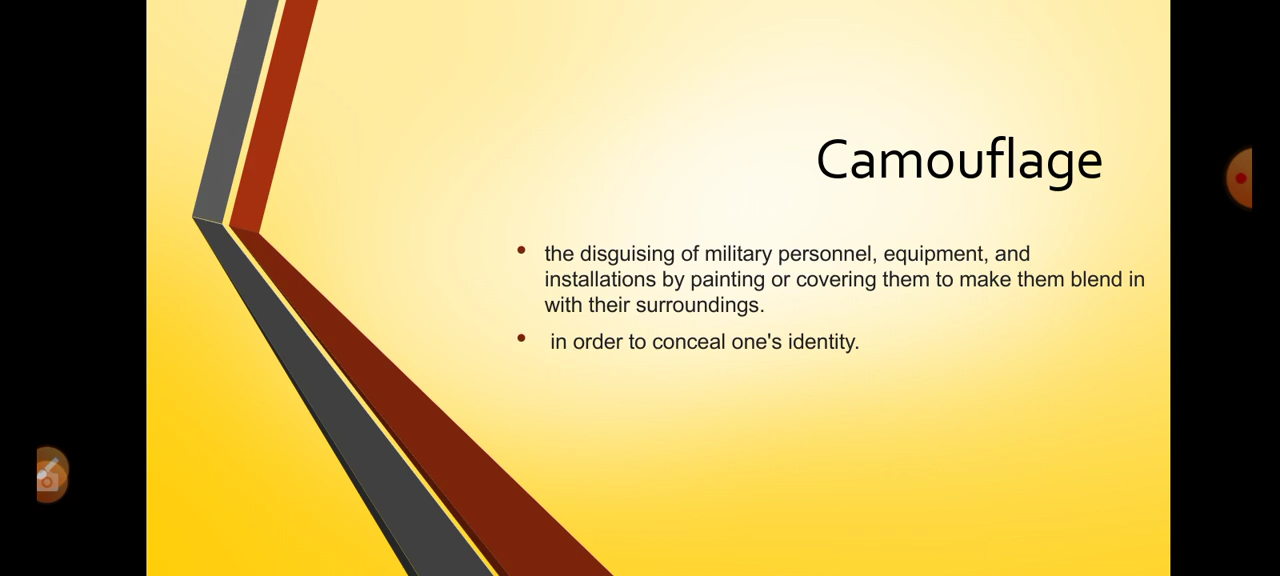 Camouflage
• the disguising of military personnel, equipment, and
installations by painting or covering them to make them blend in
with their surroundings.
• in order to conceal one's identity.